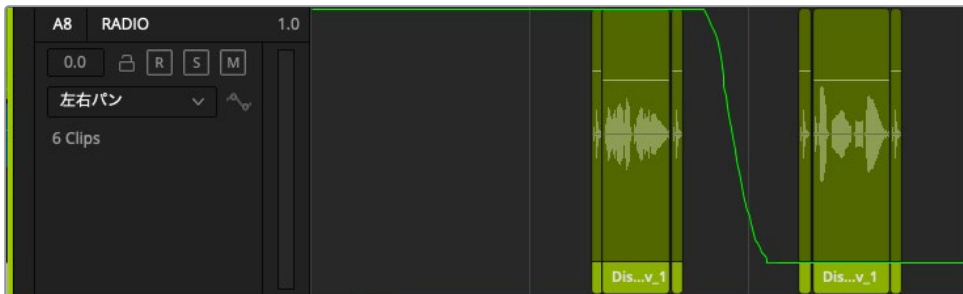 A8 RADIO 1.0
0.0 R S M
左右パン
6 Clips
Dis...v_1 Dis...v_1